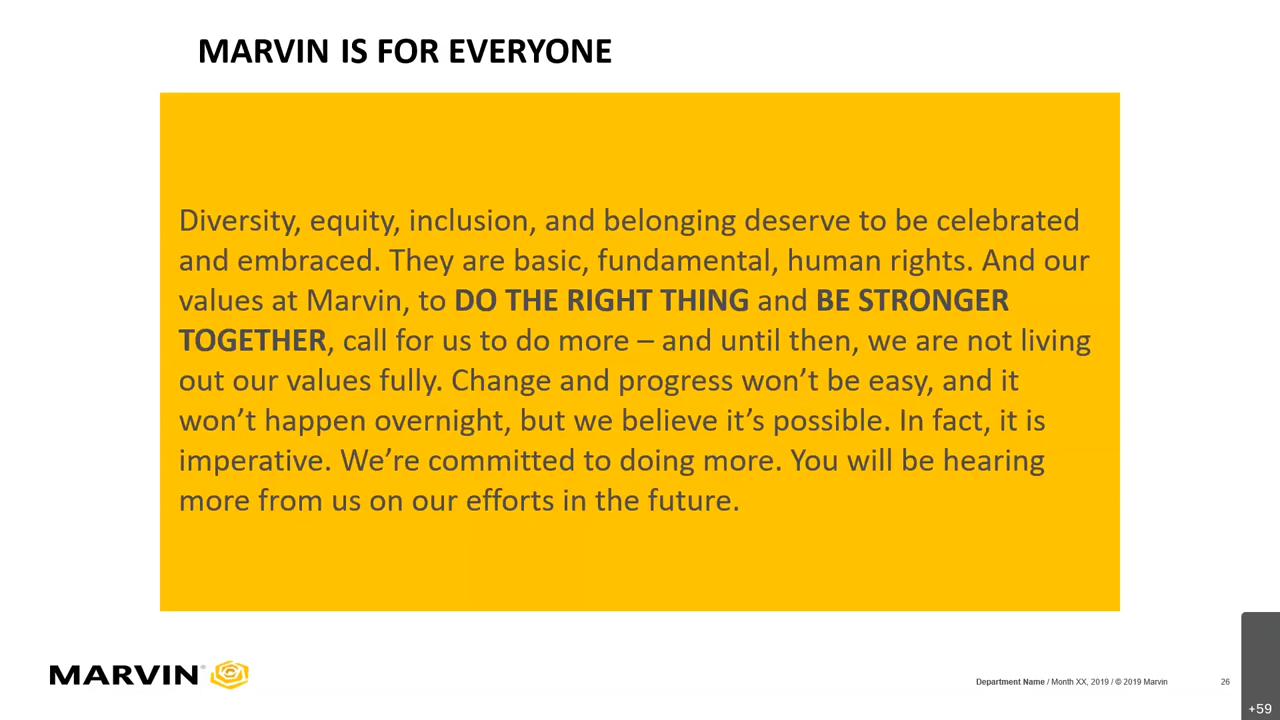 MARVIN IS FOR EVERYONE
Diversity, equity, inclusion, and belonging deserve to be celebrated
and embraced. They are basic, fundamental, human rights. And our
values at Marvin, to DO THE RIGHT THING and BE STRONGER
TOGETHER, call for us to do more – and until then, we are not living
out our values fully. Change and progress won’t be easy, and it
won’t happen overnight, but we believe it’s possible. In fact, it is
imperative. We’re committed to doing more. You will be hearing
more from us on our efforts in the future.
MARVIN®
Department Name / Month XX, 2019 / © 2019 Marvin
26
+59